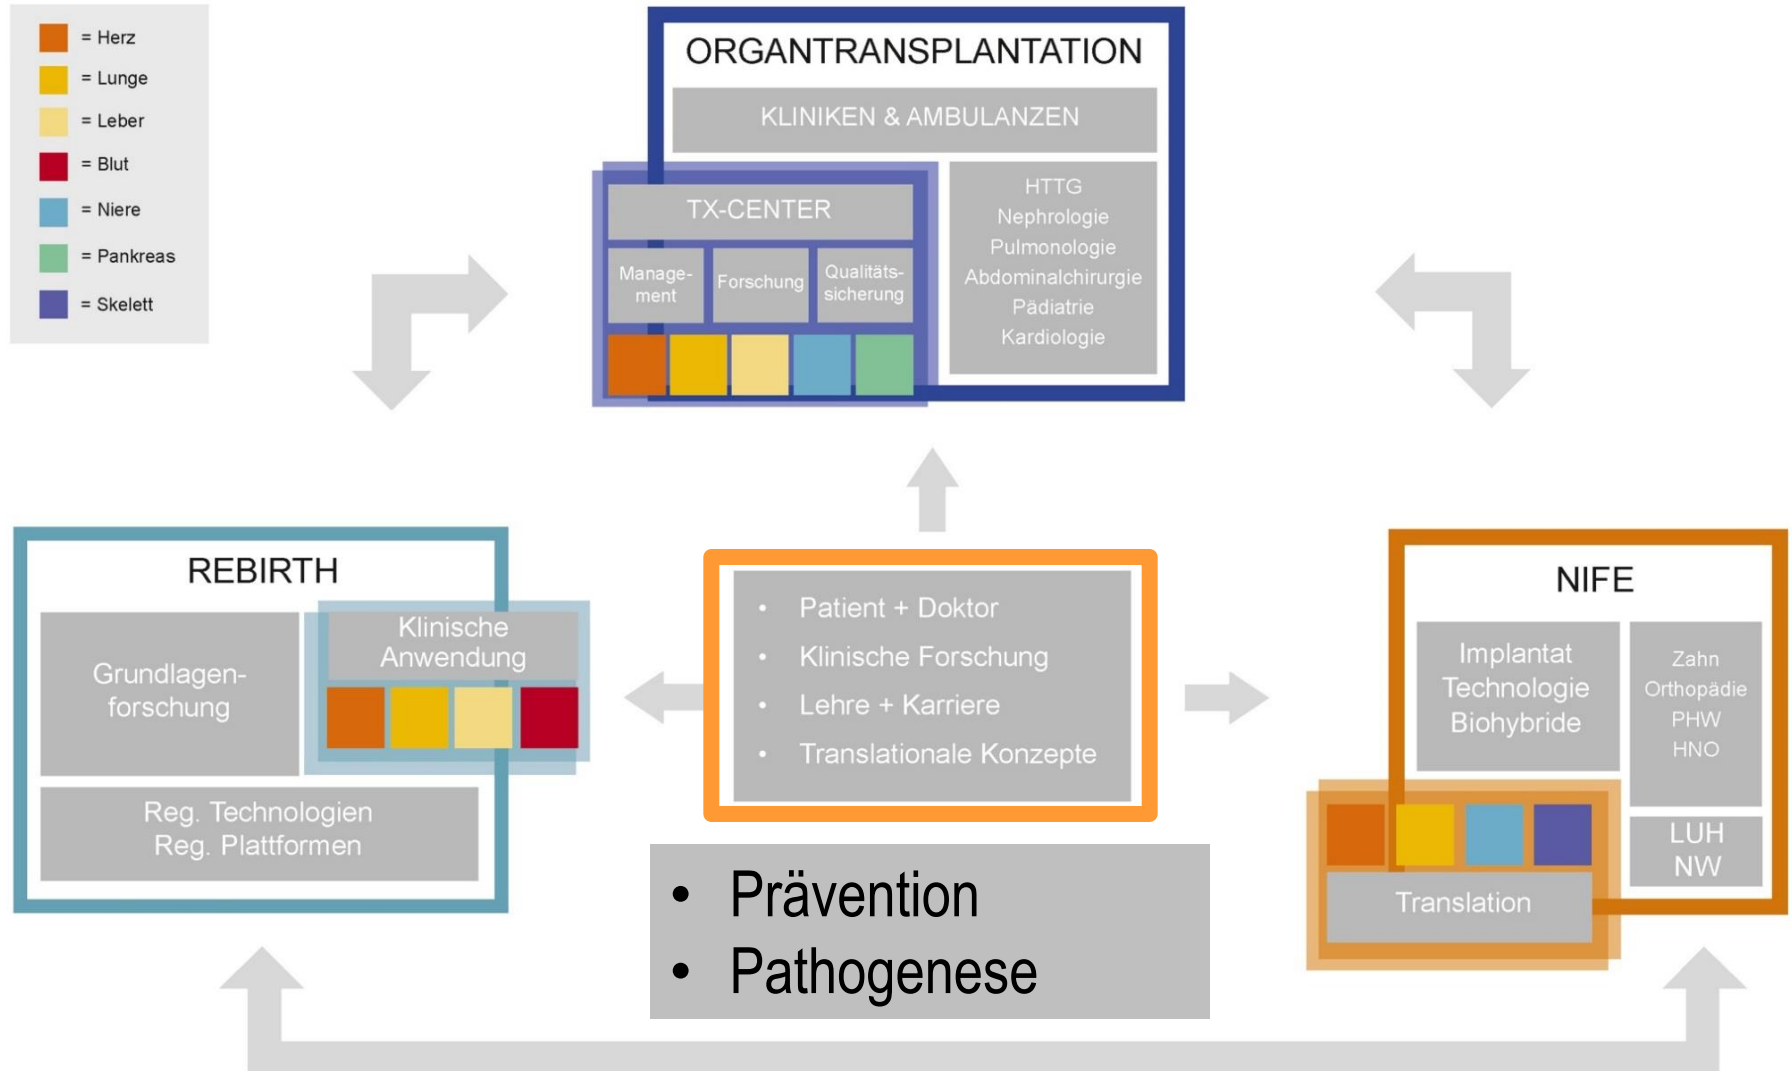 = Herz
= Lunge
= Leber
= Blut
= Niere
= Pankreas
= Skelett
ORGANTRANSPLANTATION
KLINIKEN & AMBULANZEN
TX-CENTER
Manage-
ment
Forschung
Qualitäts-
sicherung
HTTG
Nephrologie
Pulmonologie
Abdominalchirurgie
Pädiatrie
Kardiologie
REBIRTH
Grundlagen-
forschung
Klinische
Anwendung
Reg. Technologien
Reg. Plattformen
• Patient + Doktor
• Klinische Forschung
• Lehre + Karriere
• Translationale Konzepte
• Prävention
• Pathogenese
NIFE
Implantat
Technologie
Biohybride
Zahn
Orthopädie
PHW
HNO
LUH
NW
Translation